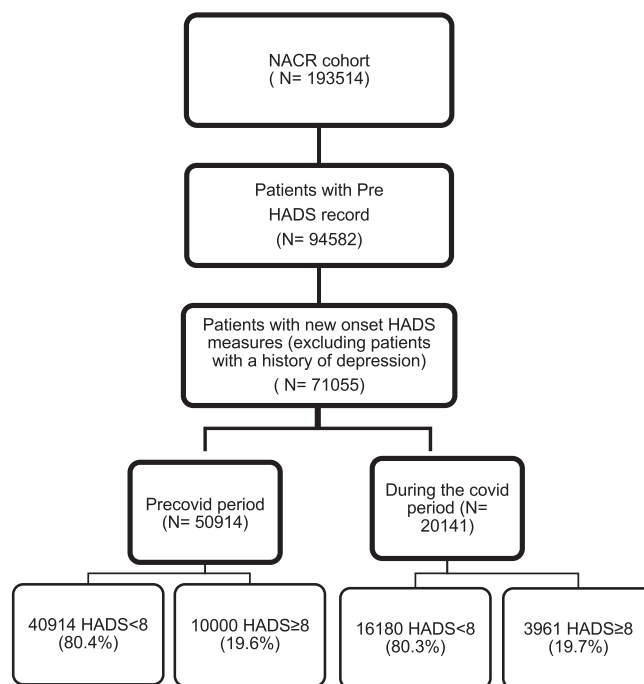 NACR cohort
( N= 193514)
Patients with Pre
HADS record
(N= 94582)
Patients with new onset HADS
measures (excluding patients
with a history of depression)
( N= 71055)
Precovid period
(N= 50914)
During the covid
period (N=
20141)
40914 HADS<8
(80.4%)
10000 HADS≥8
(19.6%)
16180 HADS<8
(80.3%)
3961 HADS≥8
(19.7%)